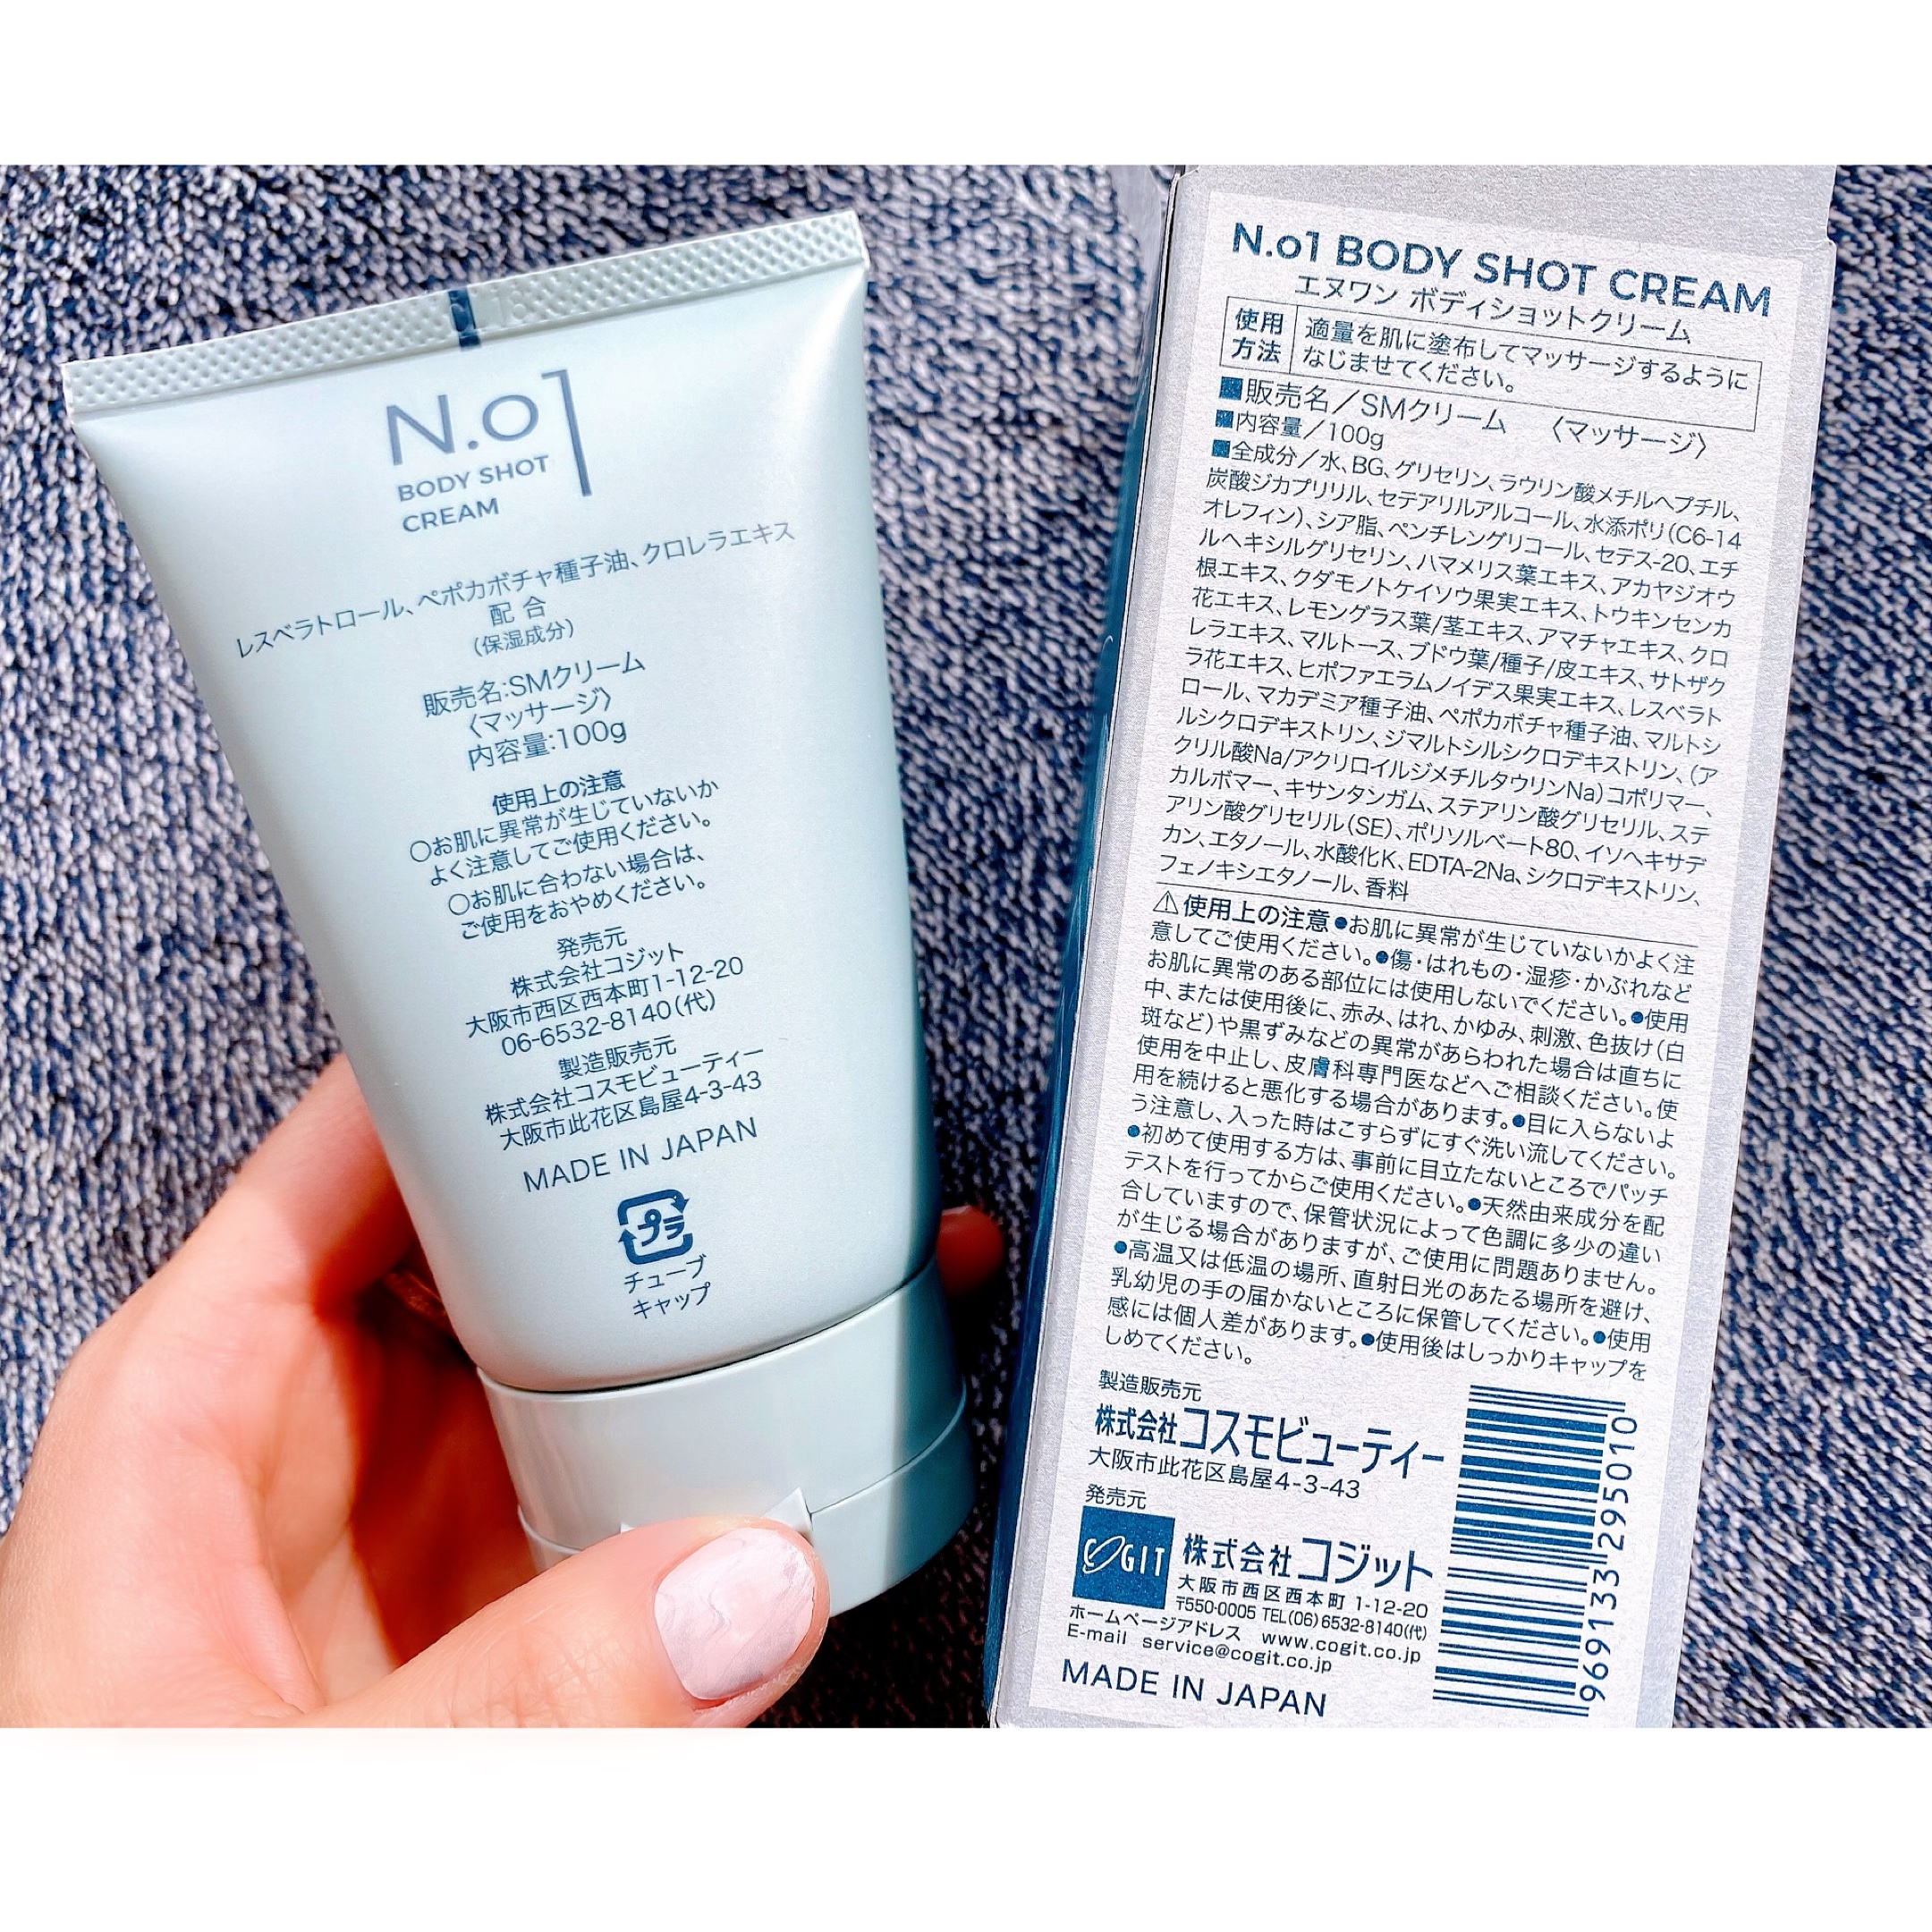 N.o1
BODY SHOT
CREAM
レスベラトロール、ペポカボチャ種子油、クロレラエキス
配合
(保湿成分)
販売名:SMクリーム
〈マッサージ〉
内容量:100g
使用上の注意
○お肌に異常が生じていないか
よく注意してご使用ください。
○お肌に合わない場合は、
ご使用をおやめください。
発売元
株式会社コジット
大阪市西区西本町1-12-20
06-6532-8140(代)
製造販売元
株式会社コスモビューティー
大阪市此花区島屋4-3-43
MADE IN JAPAN
プラ
チューブ
キャップ
N.o1 BODY SHOT CREAM
エヌワン ボディショットクリーム
使用方法 適量を肌に塗布してマッサージするように
なじませてください。
■販売名/SMクリーム 〈マッサージ〉
■内容量/100g
■全成分/水、BG、グリセリン、ラウリン酸メチルヘプチル、
炭酸ジカプリリル、セテアリルアルコール、水添ポリ(C6-14
オレフィン)、シア脂、ペンチレングリコール、セテス-20、エチ
ルヘキシルグリセリン、ハマメリス葉エキス、アカヤジオウ
根エキス、クダモノトケイソウ果実エキス、トウキンセンカ
花エキス、レモングラス葉/茎エキス、アマチャエキス、クロ
レラエキス、マルトース、ブドウ葉/種子/皮エキス、サトザク
ラ花エキス、ヒポファエラムノイデス果実エキス、レスベラト
ロール、マカデミア種子油、ペポカボチャ種子油、マルトシ
ルシクロデキストリン、ジマルトシルシクロデキストリン、(ア
クリル酸Na/アクリロイルジメチルタウリンNa)コポリマー、
カルボマー、キサンタンガム、ステアリン酸グリセリル、ステ
アリン酸グリセリル(SE)、ポリソルベート80、イソヘキサデ
カン、エタノール、水酸化K、EDTA-2Na、シクロデキストリン、
フェノキシエタノール、香料
⚠使用上の注意●お肌に異常が生じていないかよく注
意してご使用ください。●傷・はれもの・湿疹・かぶれなど
お肌に異常のある部位には使用しないでください。●使用
中、または使用後に、赤み、はれ、かゆみ、刺激、色抜け(白
斑など)や黒ずみなどの異常があらわれた場合は直ちに
使用を中止し、皮膚科専門医などへご相談ください。使
用を続けると悪化する場合があります。●目に入らないよ
う注意し、入った時はこすらずにすぐ洗い流してください。
●初めて使用する方は、事前に目立たないところでパッチ
テストを行ってからご使用ください。●天然由来成分を配
合していますので、保管状況によって色調に多少の違い
が生じる場合がありますが、ご使用に問題ありません。
●高温又は低温の場所、直射日光のあたる場所を避け、
乳幼児の手の届かないところに保管してください。●使用
感には個人差があります。●使用後はしっかりキャップを
しめてください。
製造販売元
株式会社コスモビューティー
大阪市此花区島屋4-3-43
発売元
COGIT 株式会社コジット
大阪市西区西本町 1-12-20
〒550-0005 TEL(06)6532-8140(代)
ホームページアドレス www.cogit.co.jp
E-mail service@cogit.co.jp
MADE IN JAPAN
969133 295010